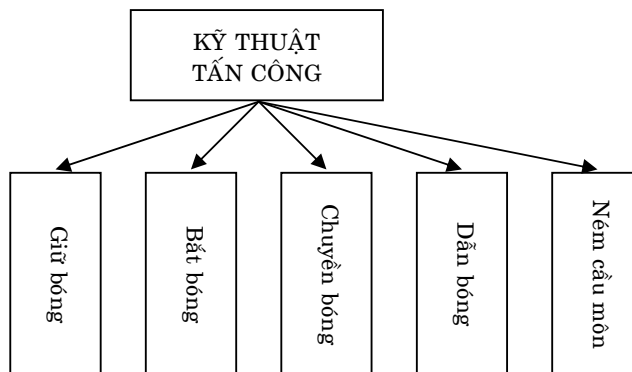 KỸ THUẬT
TẤN CÔNG
Giữ bóng
Bắt bóng
Chuyền bóng
Dẫn bóng
Ném cầu môn